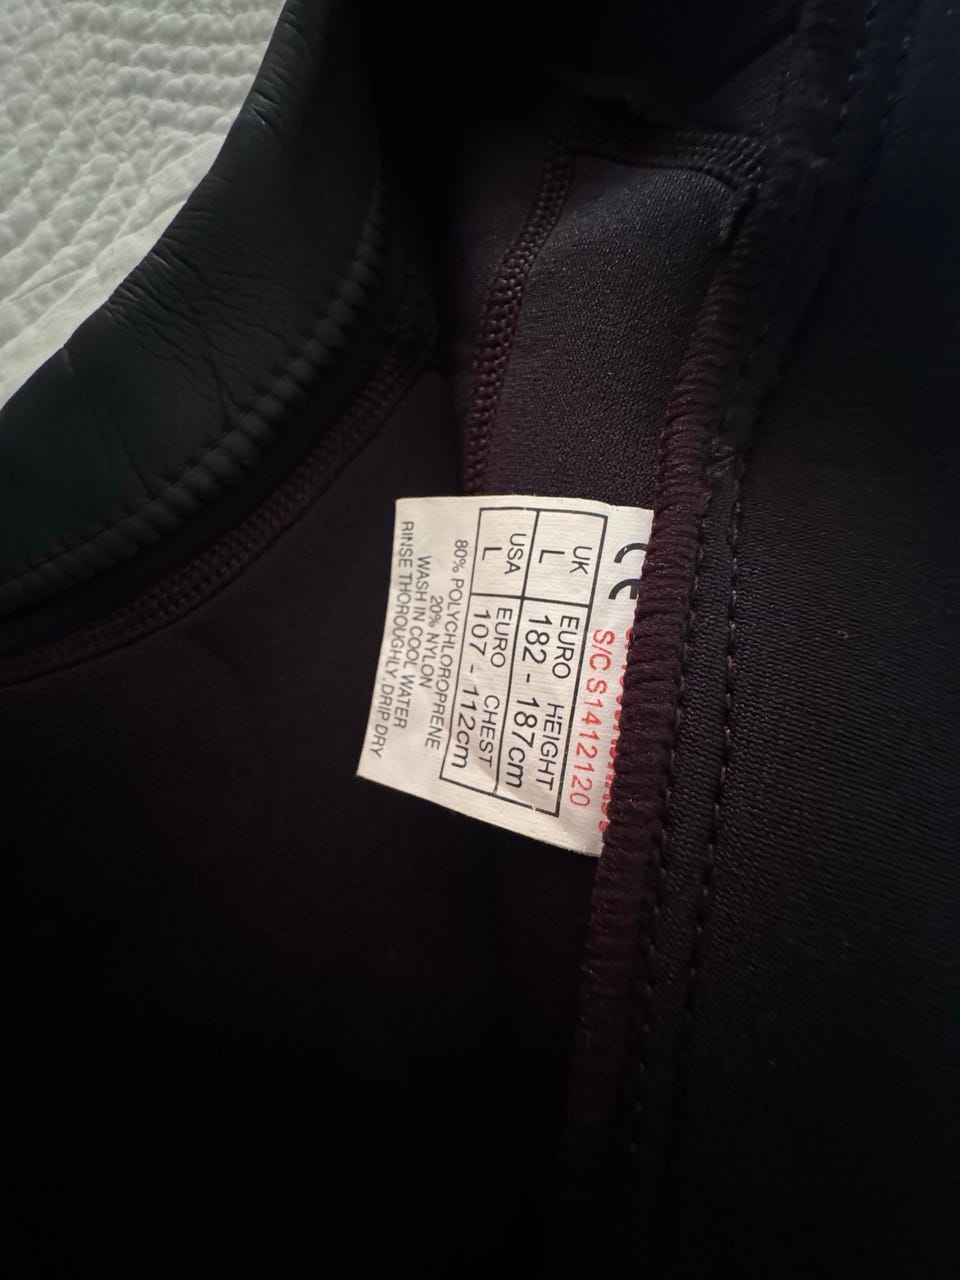 CE
S/C S1412120
UK EURO HEIGHT
L 182 - 187cm
USA EURO CHEST
L 107 - 112cm
80% POLYCHLOROPRENE
20% NYLON
WASH IN COOL WATER
RINSE THOROUGHLY. DRIP DRY